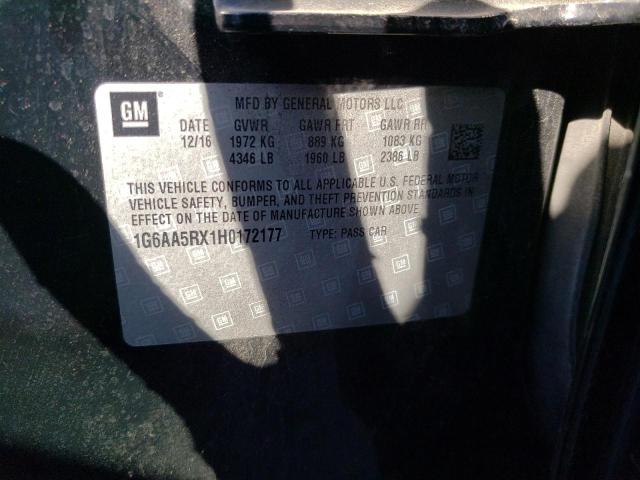 GM
MFD BY GENERAL MOTORS LLC
DATE GVWR GAWR FRT GAWR RR
12/16 1972 KG 889 KG 1083 KG
4346 LB 1960 LB 2386 LB
THIS VEHICLE CONFORMS TO ALL APPLICABLE U.S. FEDERAL MOTOR
VEHICLE SAFETY, BUMPER, AND THEFT PREVENTION STANDARDS IN
EFFECT ON THE DATE OF MANUFACTURE SHOWN ABOVE.
1G6AA5RX1H0172177 TYPE: PASS CAR